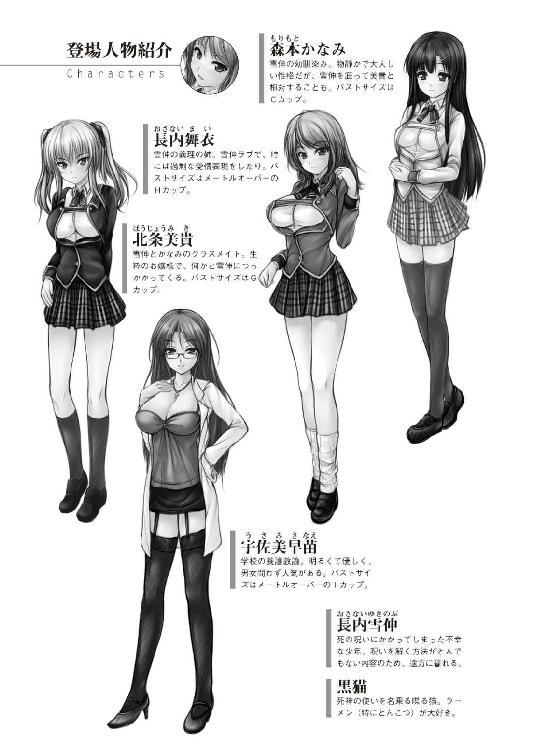 登場人物紹介
Characters
もりもと
森本かなみ
雪伸の幼馴染み。物静かで大人し
い性格だが、雪伸を庇って美貴と
相対することも。バストサイズは
Cカップ。
おさない まい
長内舞衣
雪伸の義理の姉。雪伸ラブで、時
には過剰な愛情表現をしたり。バ
ストサイズはメートルオーバーの
Hカップ。
ほうじょうみき
北条美貴
雪伸とかなみのクラスメイト。生
粋のお嬢様で、何かと雪伸につっ
かかってくる。バストサイズはG
カップ。
うさみ さなえ
宇佐美早苗
学校の養護教諭。明るくて優しく、
男女問わず人気がある。バストサイ
ズはメートルオーバーのIカップ。
おさないゆきのぶ
長内雪伸
死の呪いにかかってしまった不幸
な少年。呪いを解く方法がとんで
もない内容のため、途方に暮れる。
黒猫
死神の使いを名乗る喋る猫。ラー
メン（特にとんこつ）が大好き。